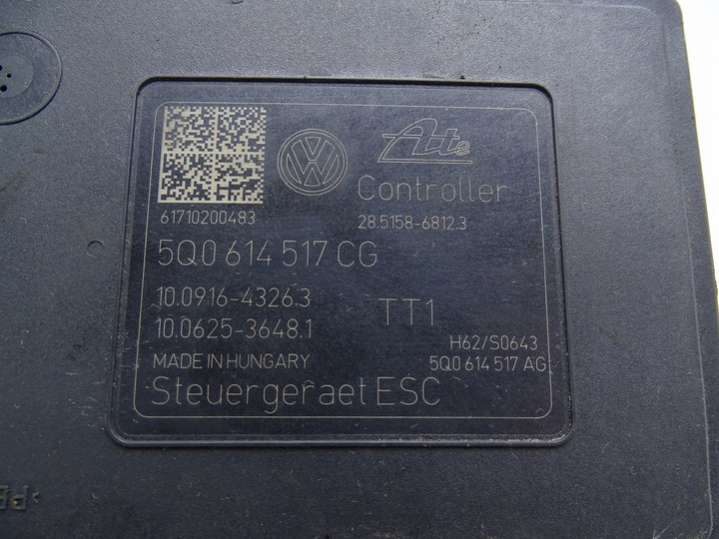 Ate
Controller
61710200483
28.5158-6812.3
5Q0 614 517 CG
10.0916-4326.3
10.0625-3648.1
TT1
H62/S0643
MADE IN HUNGARY
5Q0 614 517 AG
Steuergeraet ESC